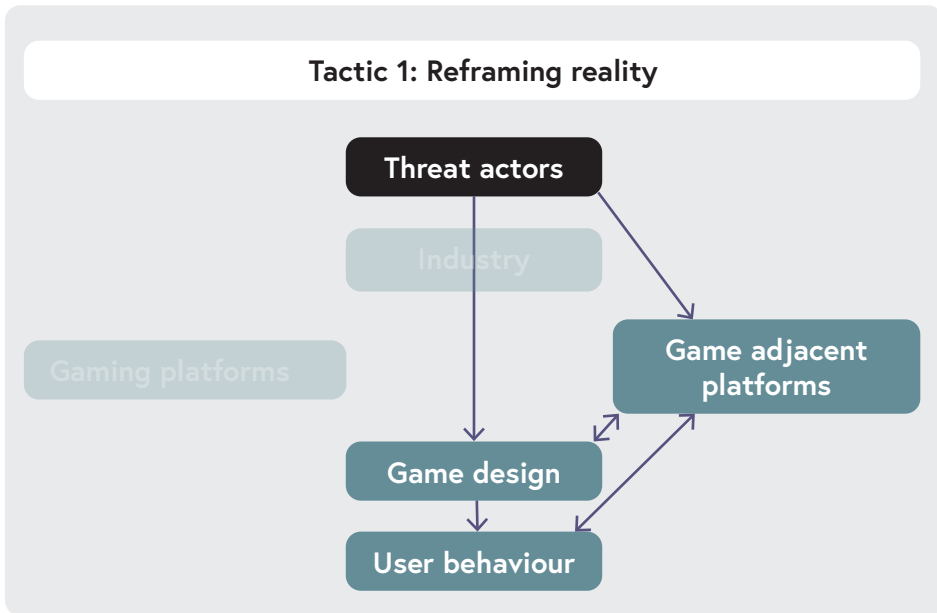 Tactic 1: Reframing reality
Threat actors
Industry
Game adjacent
platforms
Gaming platforms
Game design
User behaviour